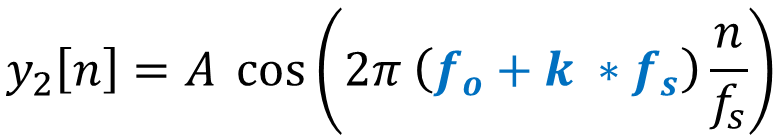 y₂[n] = A cos(2π (fₒ + k * fₛ) n/fₛ)